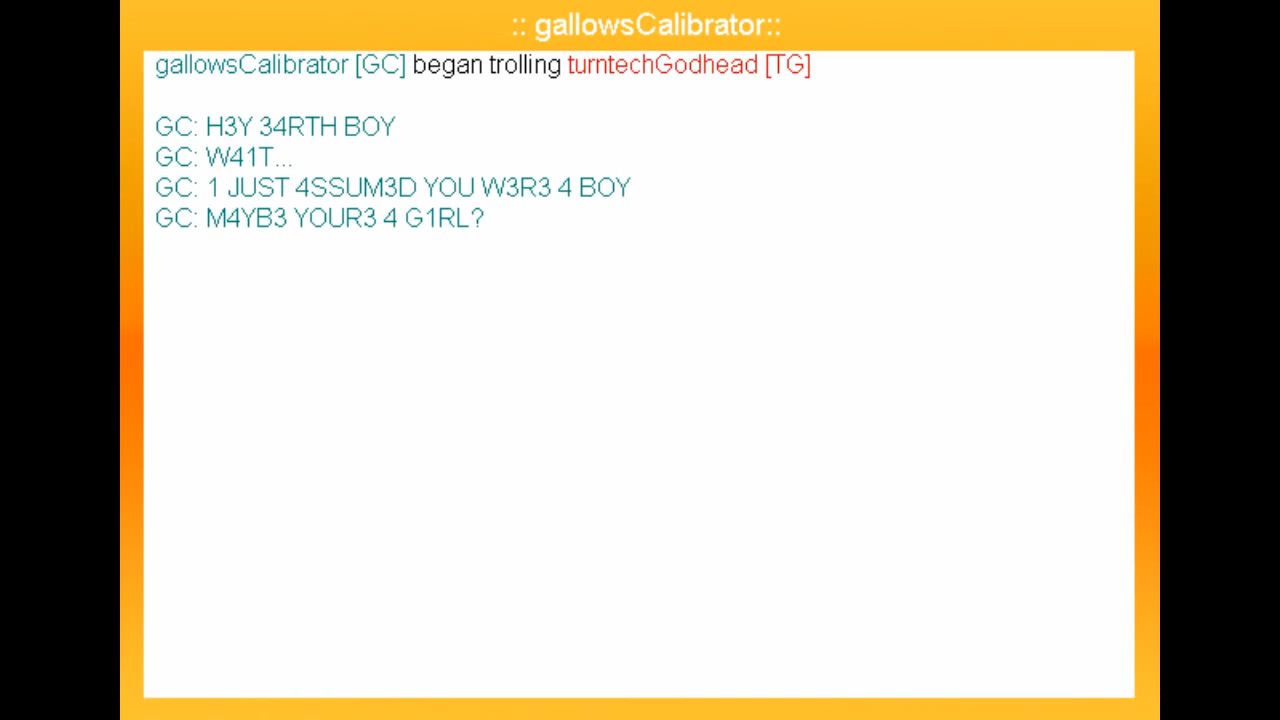 :: gallowsCalibrator::
gallowsCalibrator [GC] began trolling turntechGodhead [TG]
GC: H3Y 34RTH BOY
GC: W41T...
GC: 1 JUST 4SSUM3D YOU W3R3 4 BOY
GC: M4YB3 YOUR3 4 G1RL?